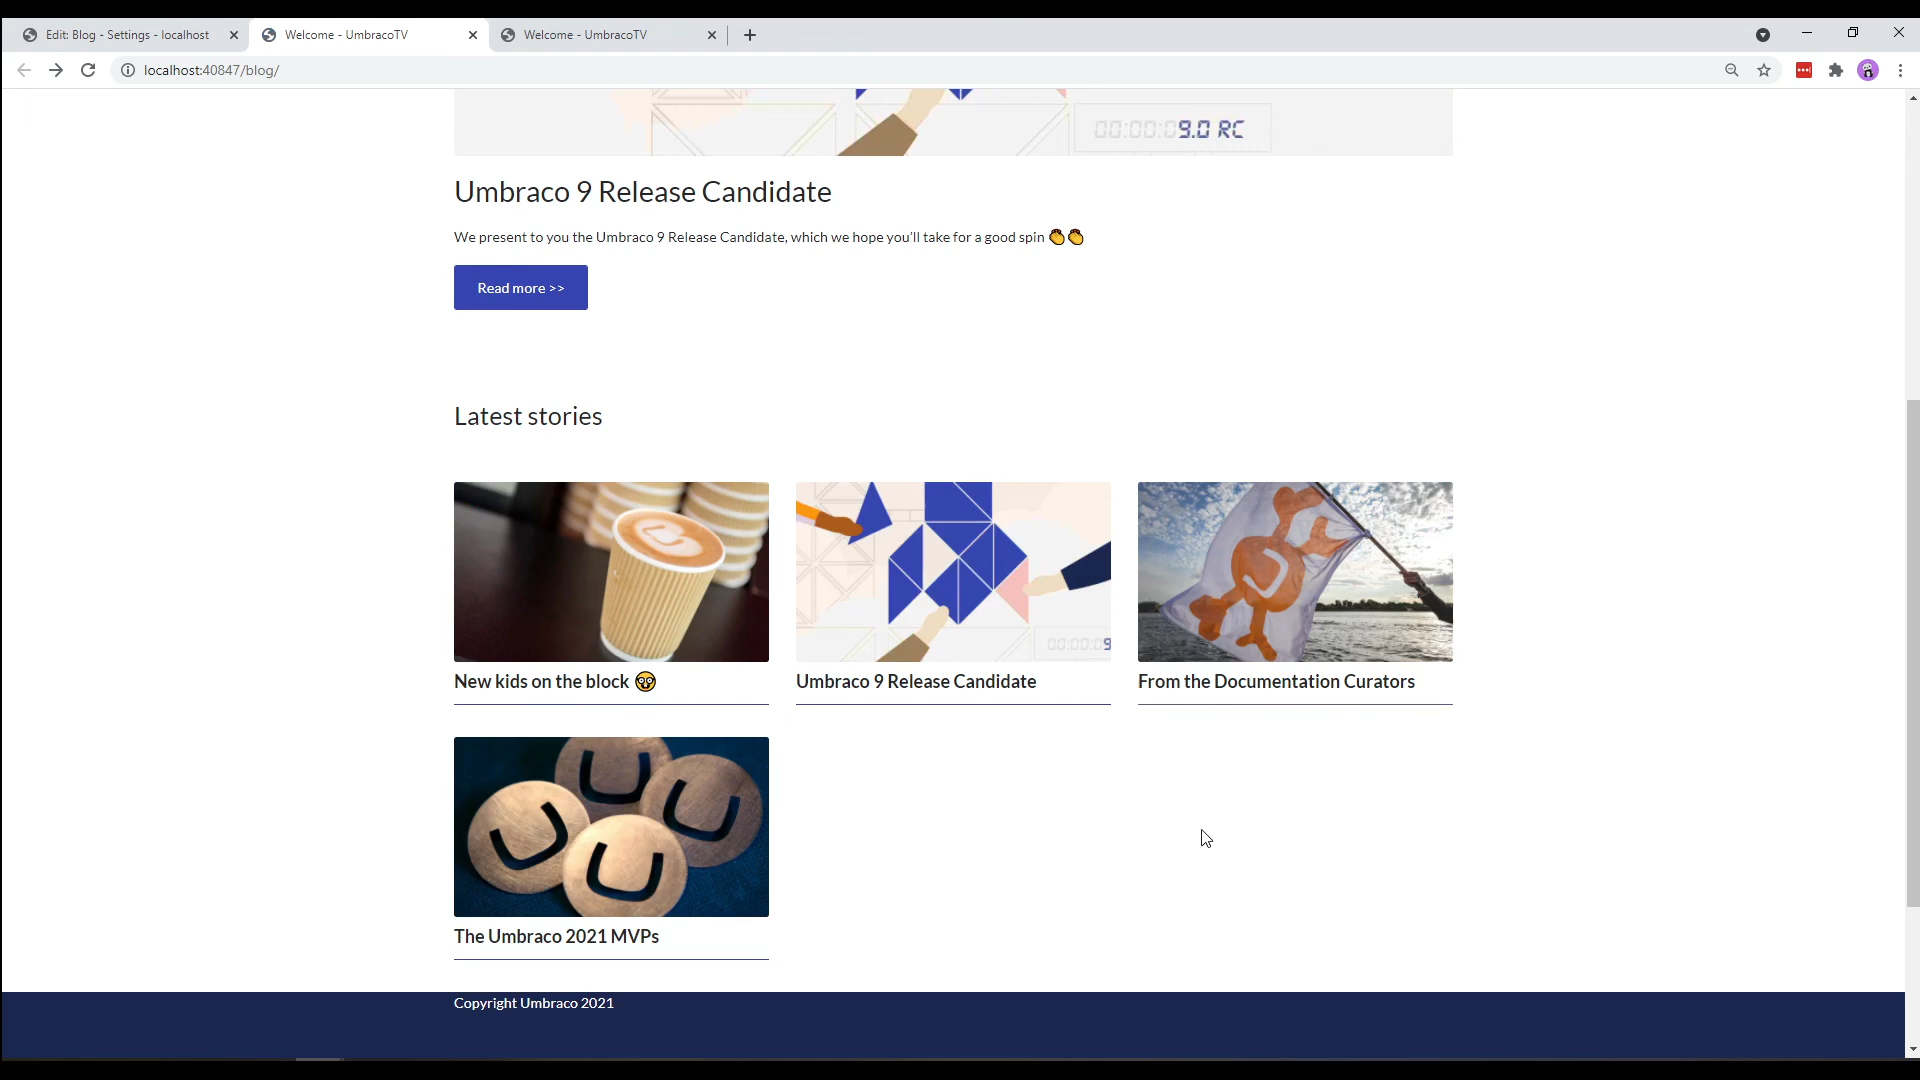 Edit: Blog - Settings - localhost
Welcome - UmbracoTV
Welcome - UmbracoTV
localhost:40847/blog/
00:00:09.0 RC
Umbraco 9 Release Candidate
We present to you the Umbraco 9 Release Candidate, which we hope you'll take for a good spin 👏👏
Read more >>
Latest stories
00:00:09
New kids on the block 🤓
Umbraco 9 Release Candidate
From the Documentation Curators
The Umbraco 2021 MVPs
Copyright Umbraco 2021